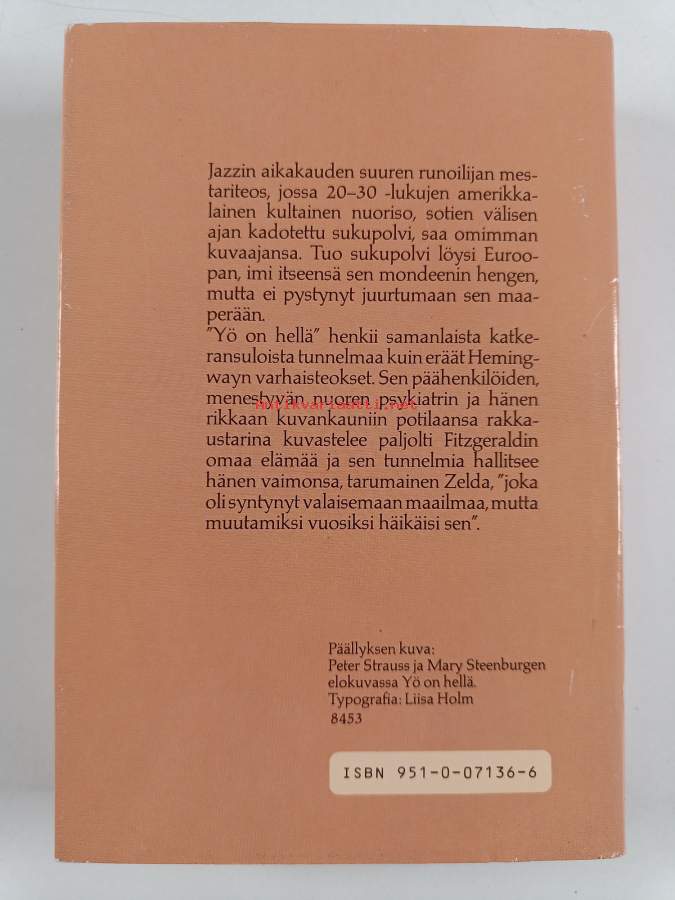 Jazzin aikakauden suuren runoilijan mes-
tariteos, jossa 20–30 -lukujen amerikka-
lainen kultainen nuoriso, sotien välisen
ajan kadotettu sukupolvi, saa omimman
kuvaajansa. Tuo sukupolvi löysi Euroo-
pan, imi itseensä sen mondeenin hengen,
mutta ei pystynyt juurtumaan sen maa-
perään.
"Yö on hellä" henkii samanlaista katke-
ransuloista tunnelmaa kuin eräät Heming-
wayn varhaisteokset. Sen päähenkilöiden,
menestyvän nuoren psykiatrin ja hänen
antikvariaatti.net
rikkaan kuvankauniin potilaansa rakka-
ustarina kuvastelee paljolti Fitzgeraldin
omaa elämää ja sen tunnelmia hallitsee
hänen vaimonsa, tarumainen Zelda, "joka
oli syntynyt valaisemaan maailmaa, mutta
muutamiksi vuosiksi häikäisi sen".
Päällyksen kuva:
Peter Strauss ja Mary Steenburgen
elokuvassa Yö on hellä.
Typografia: Liisa Holm
8453
ISBN 951-0-07136-6